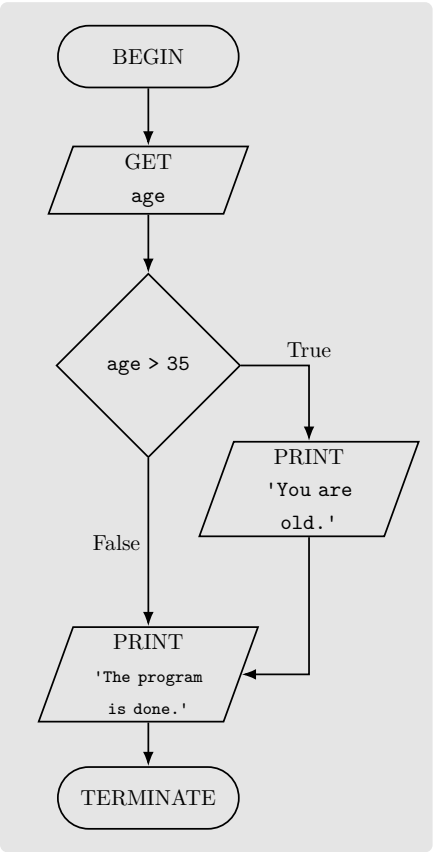 BEGIN
GET
age
age > 35
True
PRINT
'You are
old.'
False
PRINT
'The program
is done.'
TERMINATE